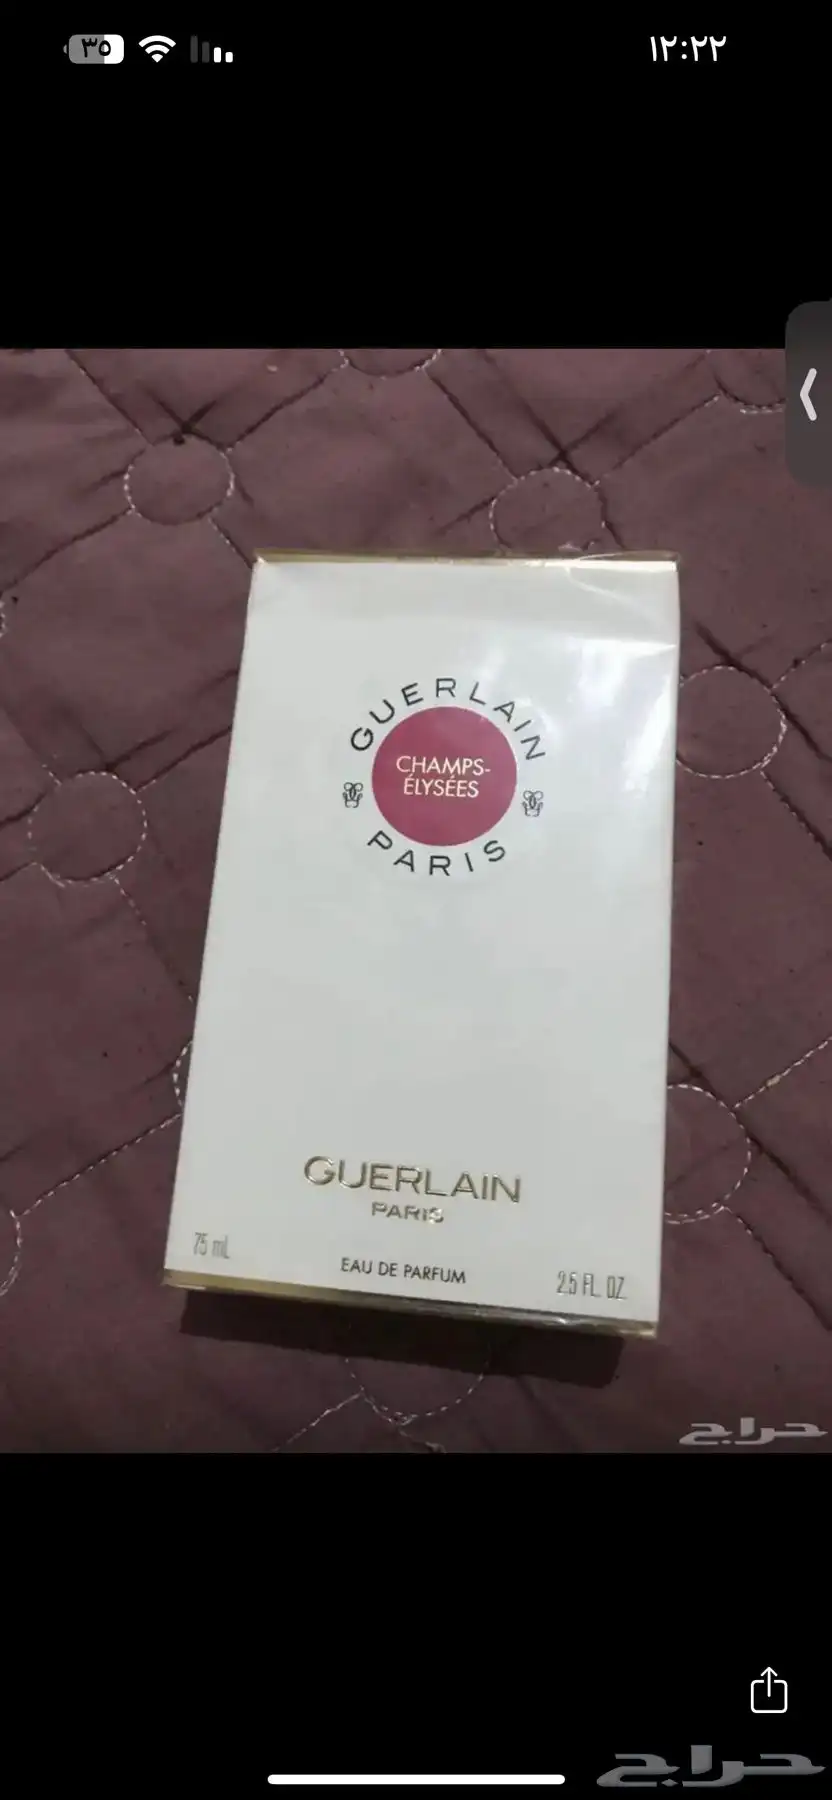 ١٢:٢٢
٣٥
GUERLAIN
CHAMPS-
ÉLYSÉES
PARIS
GUERLAIN
PARIS
75 mL
EAU DE PARFUM
2.5 FL. OZ.
حراج
حراج